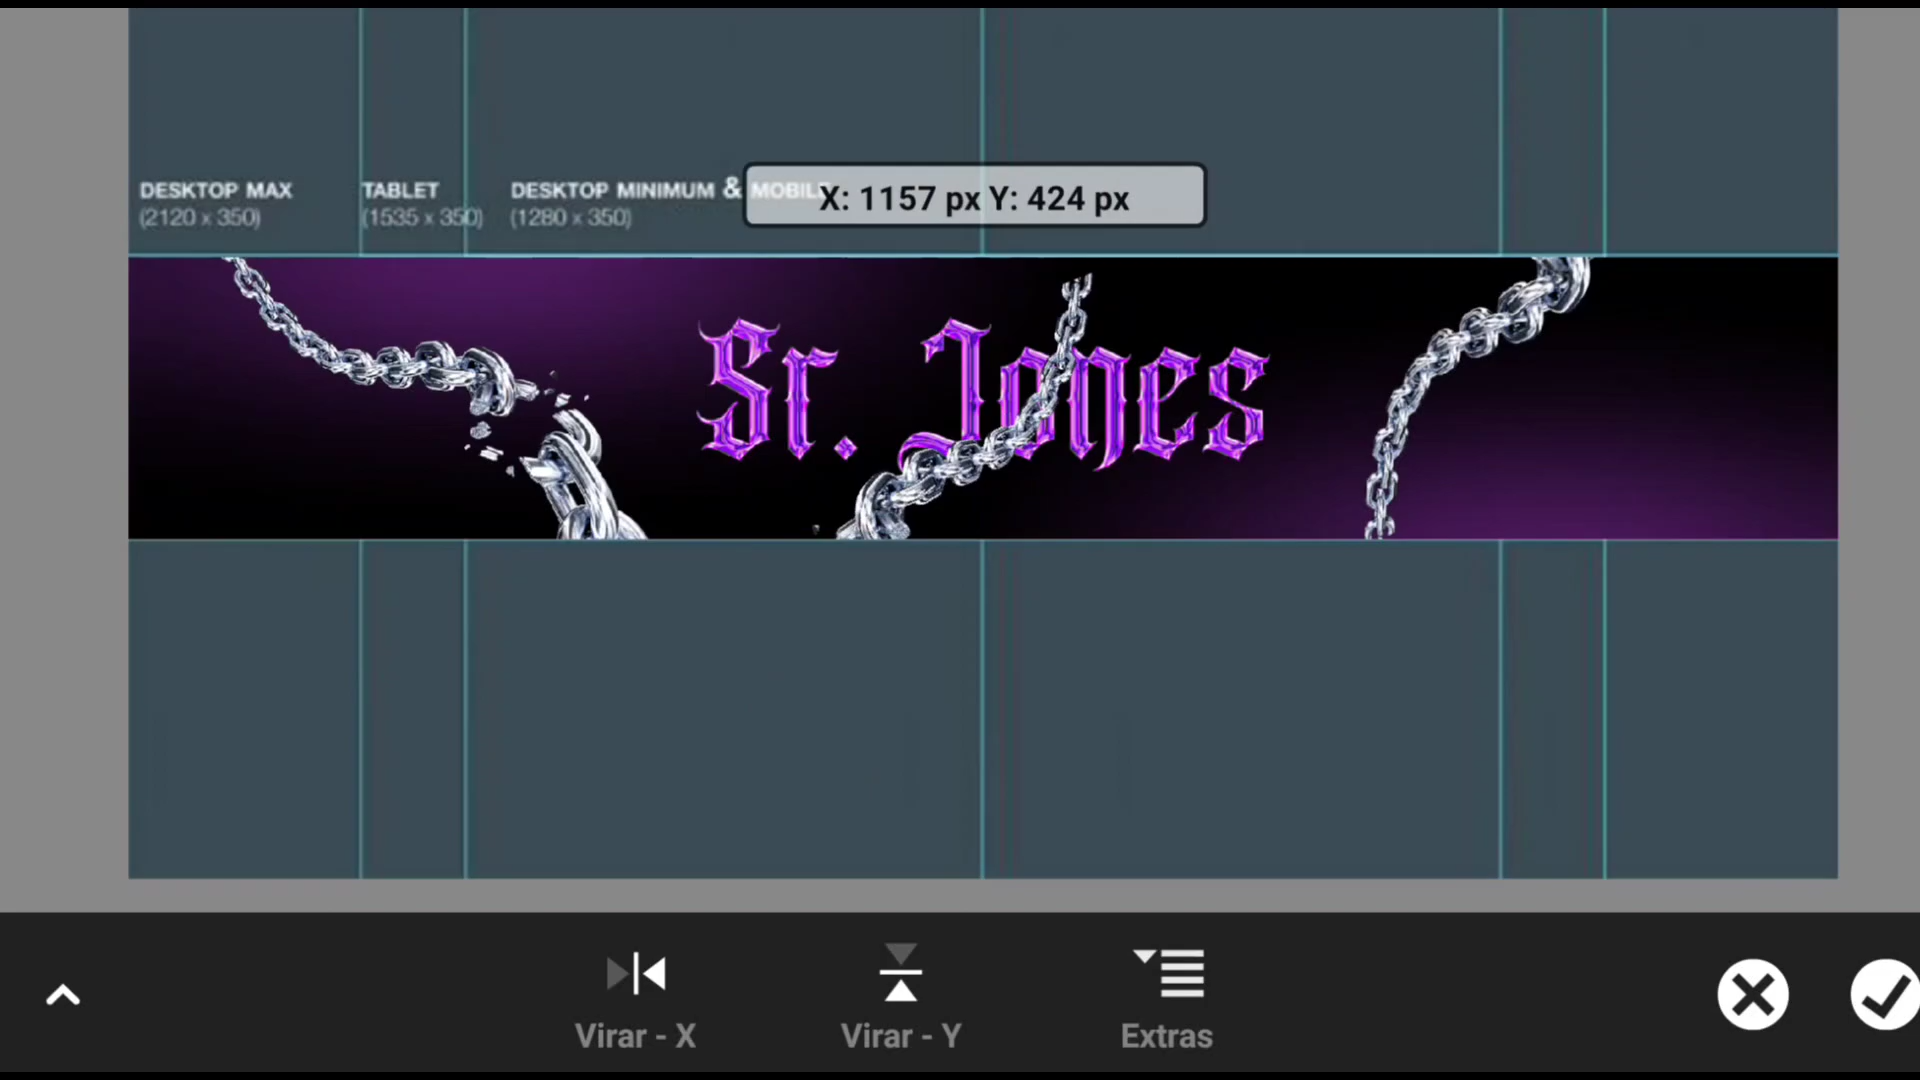 DESKTOP MAX
(2120 x 350)
TABLET
(1535 x 350)
DESKTOP MINIMUM & MOBILE
(1280 x 350)
X: 1157 px Y: 424 px
Sr. Jones
Virar - X
Virar - Y
Extras